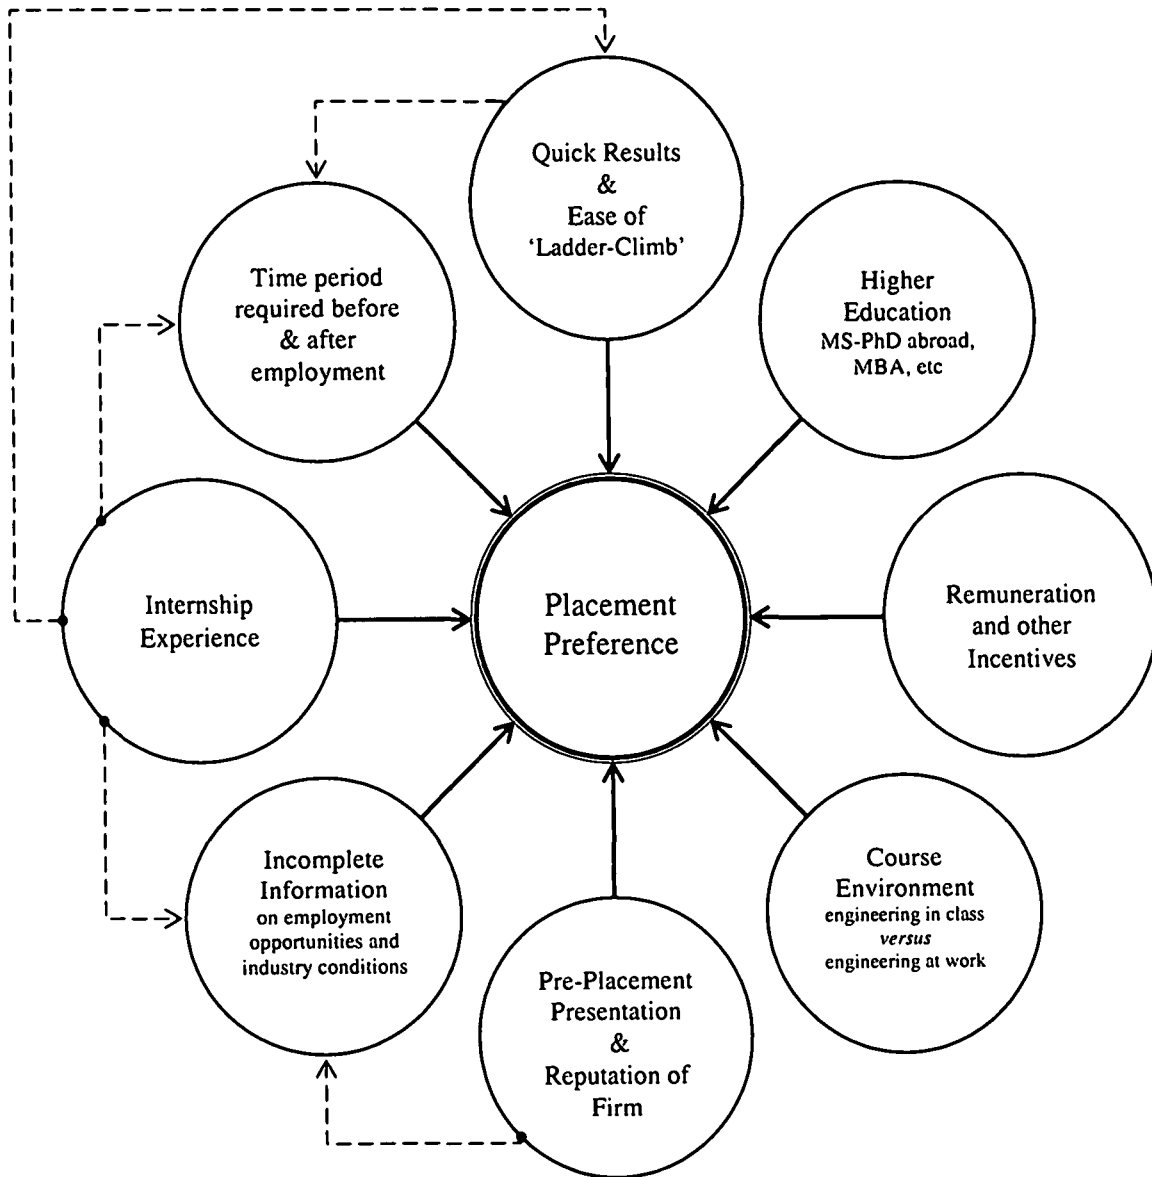 Quick Results
&
Ease of
'Ladder-Climb'
Time period
required before
& after
employment
Higher
Education
MS-PhD abroad,
MBA, etc
Internship
Experience
Placement
Preference
Remuneration
and other
Incentives
Incomplete
Information
on employment
opportunities and
industry conditions
Course
Environment
engineering in class
versus
engineering at work
Pre-Placement
Presentation
&
Reputation of
Firm